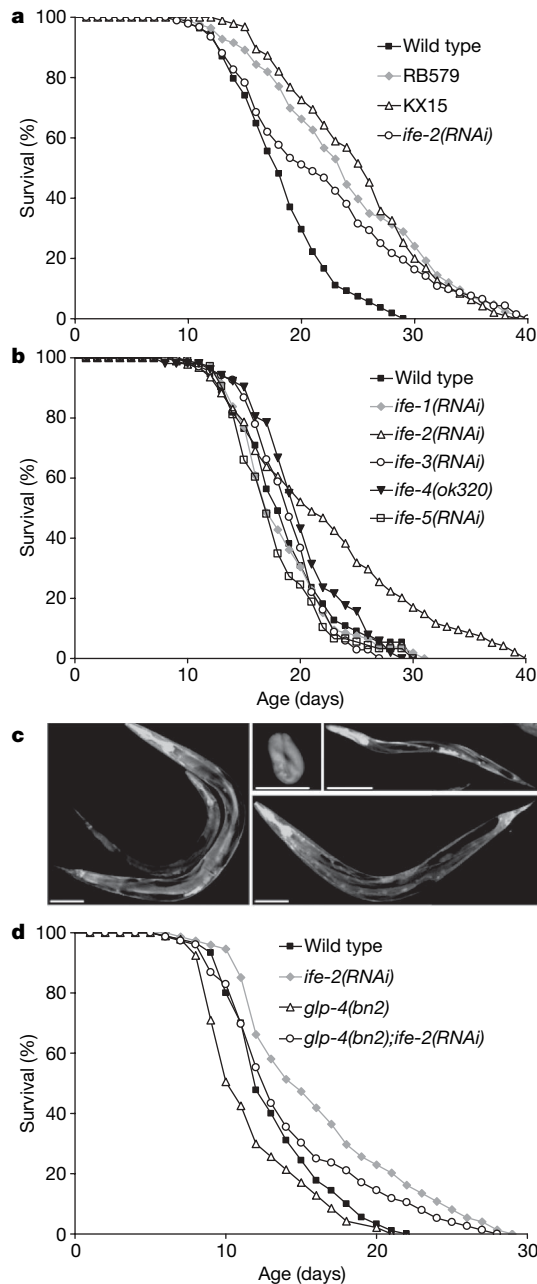 a
100
80
60
40
20
0
Survival (%)
0
10
20
30
40
Wild type
RB579
KX15
ife-2(RNAi)
b
100
80
60
40
20
0
Survival (%)
0
10
20
30
40
Age (days)
Wild type
ife-1(RNAi)
ife-2(RNAi)
ife-3(RNAi)
ife-4(ok320)
ife-5(RNAi)
c
d
100
80
60
40
20
0
Survival (%)
0
10
20
30
Age (days)
Wild type
ife-2(RNAi)
glp-4(bn2)
glp-4(bn2);ife-2(RNAi)